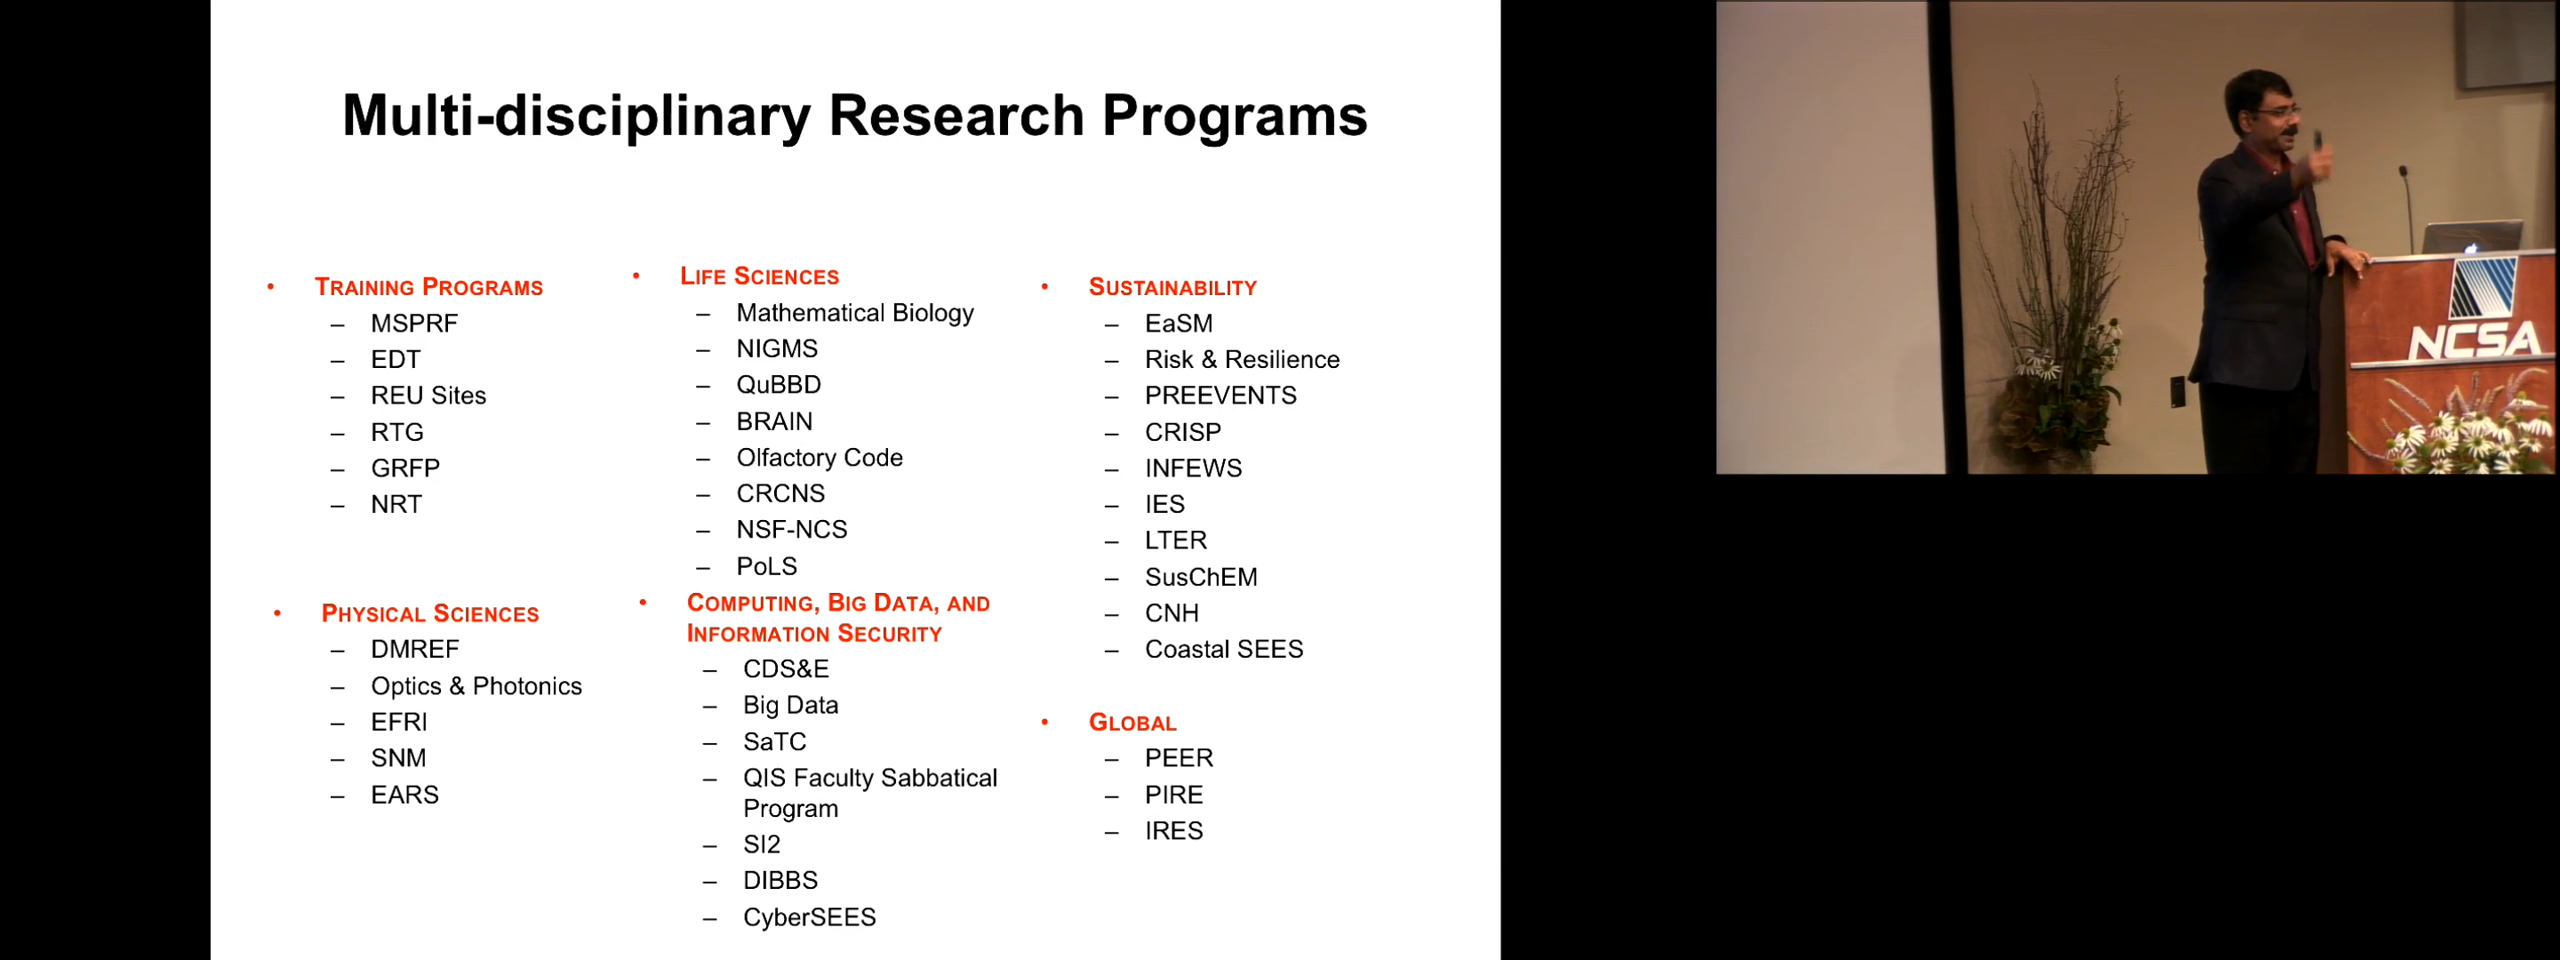 Multi-disciplinary Research Programs
• TRAINING PROGRAMS
– MSPRF
– EDT
– REU Sites
– RTG
– GRFP
– NRT
• PHYSICAL SCIENCES
– DMREF
– Optics & Photonics
– EFRI
– SNM
– EARS
• LIFE SCIENCES
– Mathematical Biology
– NIGMS
– QuBBD
– BRAIN
– Olfactory Code
– CRCNS
– NSF-NCS
– PoLS
• COMPUTING, BIG DATA, AND
INFORMATION SECURITY
– CDS&E
– Big Data
– SaTC
– QIS Faculty Sabbatical
Program
– SI2
– DIBBS
– CyberSEES
• SUSTAINABILITY
– EaSM
– Risk & Resilience
– PREEVENTS
– CRISP
– INFEWS
– IES
– LTER
– SusChEM
– CNH
– Coastal SEES
• GLOBAL
– PEER
– PIRE
– IRES
NCSA